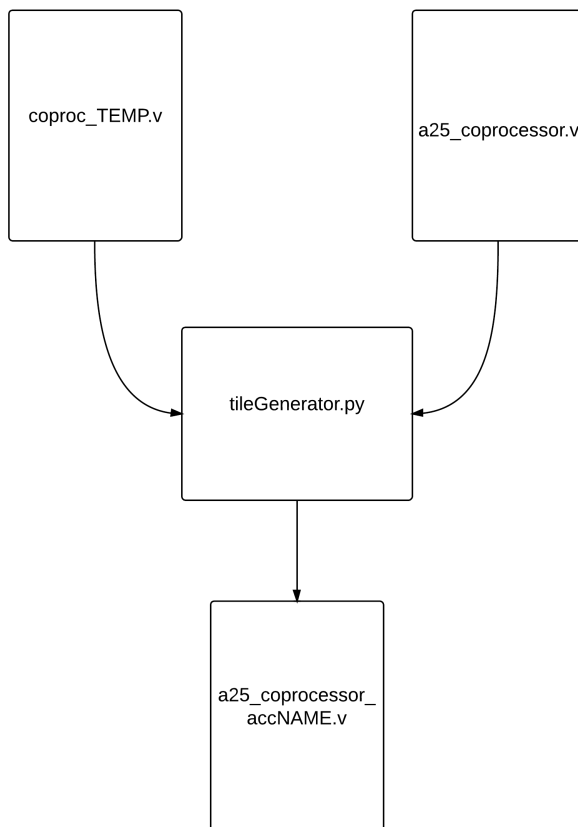 coproc_TEMP.v
a25_coprocessor.v
tileGenerator.py
a25_coprocessor_
accNAME.v